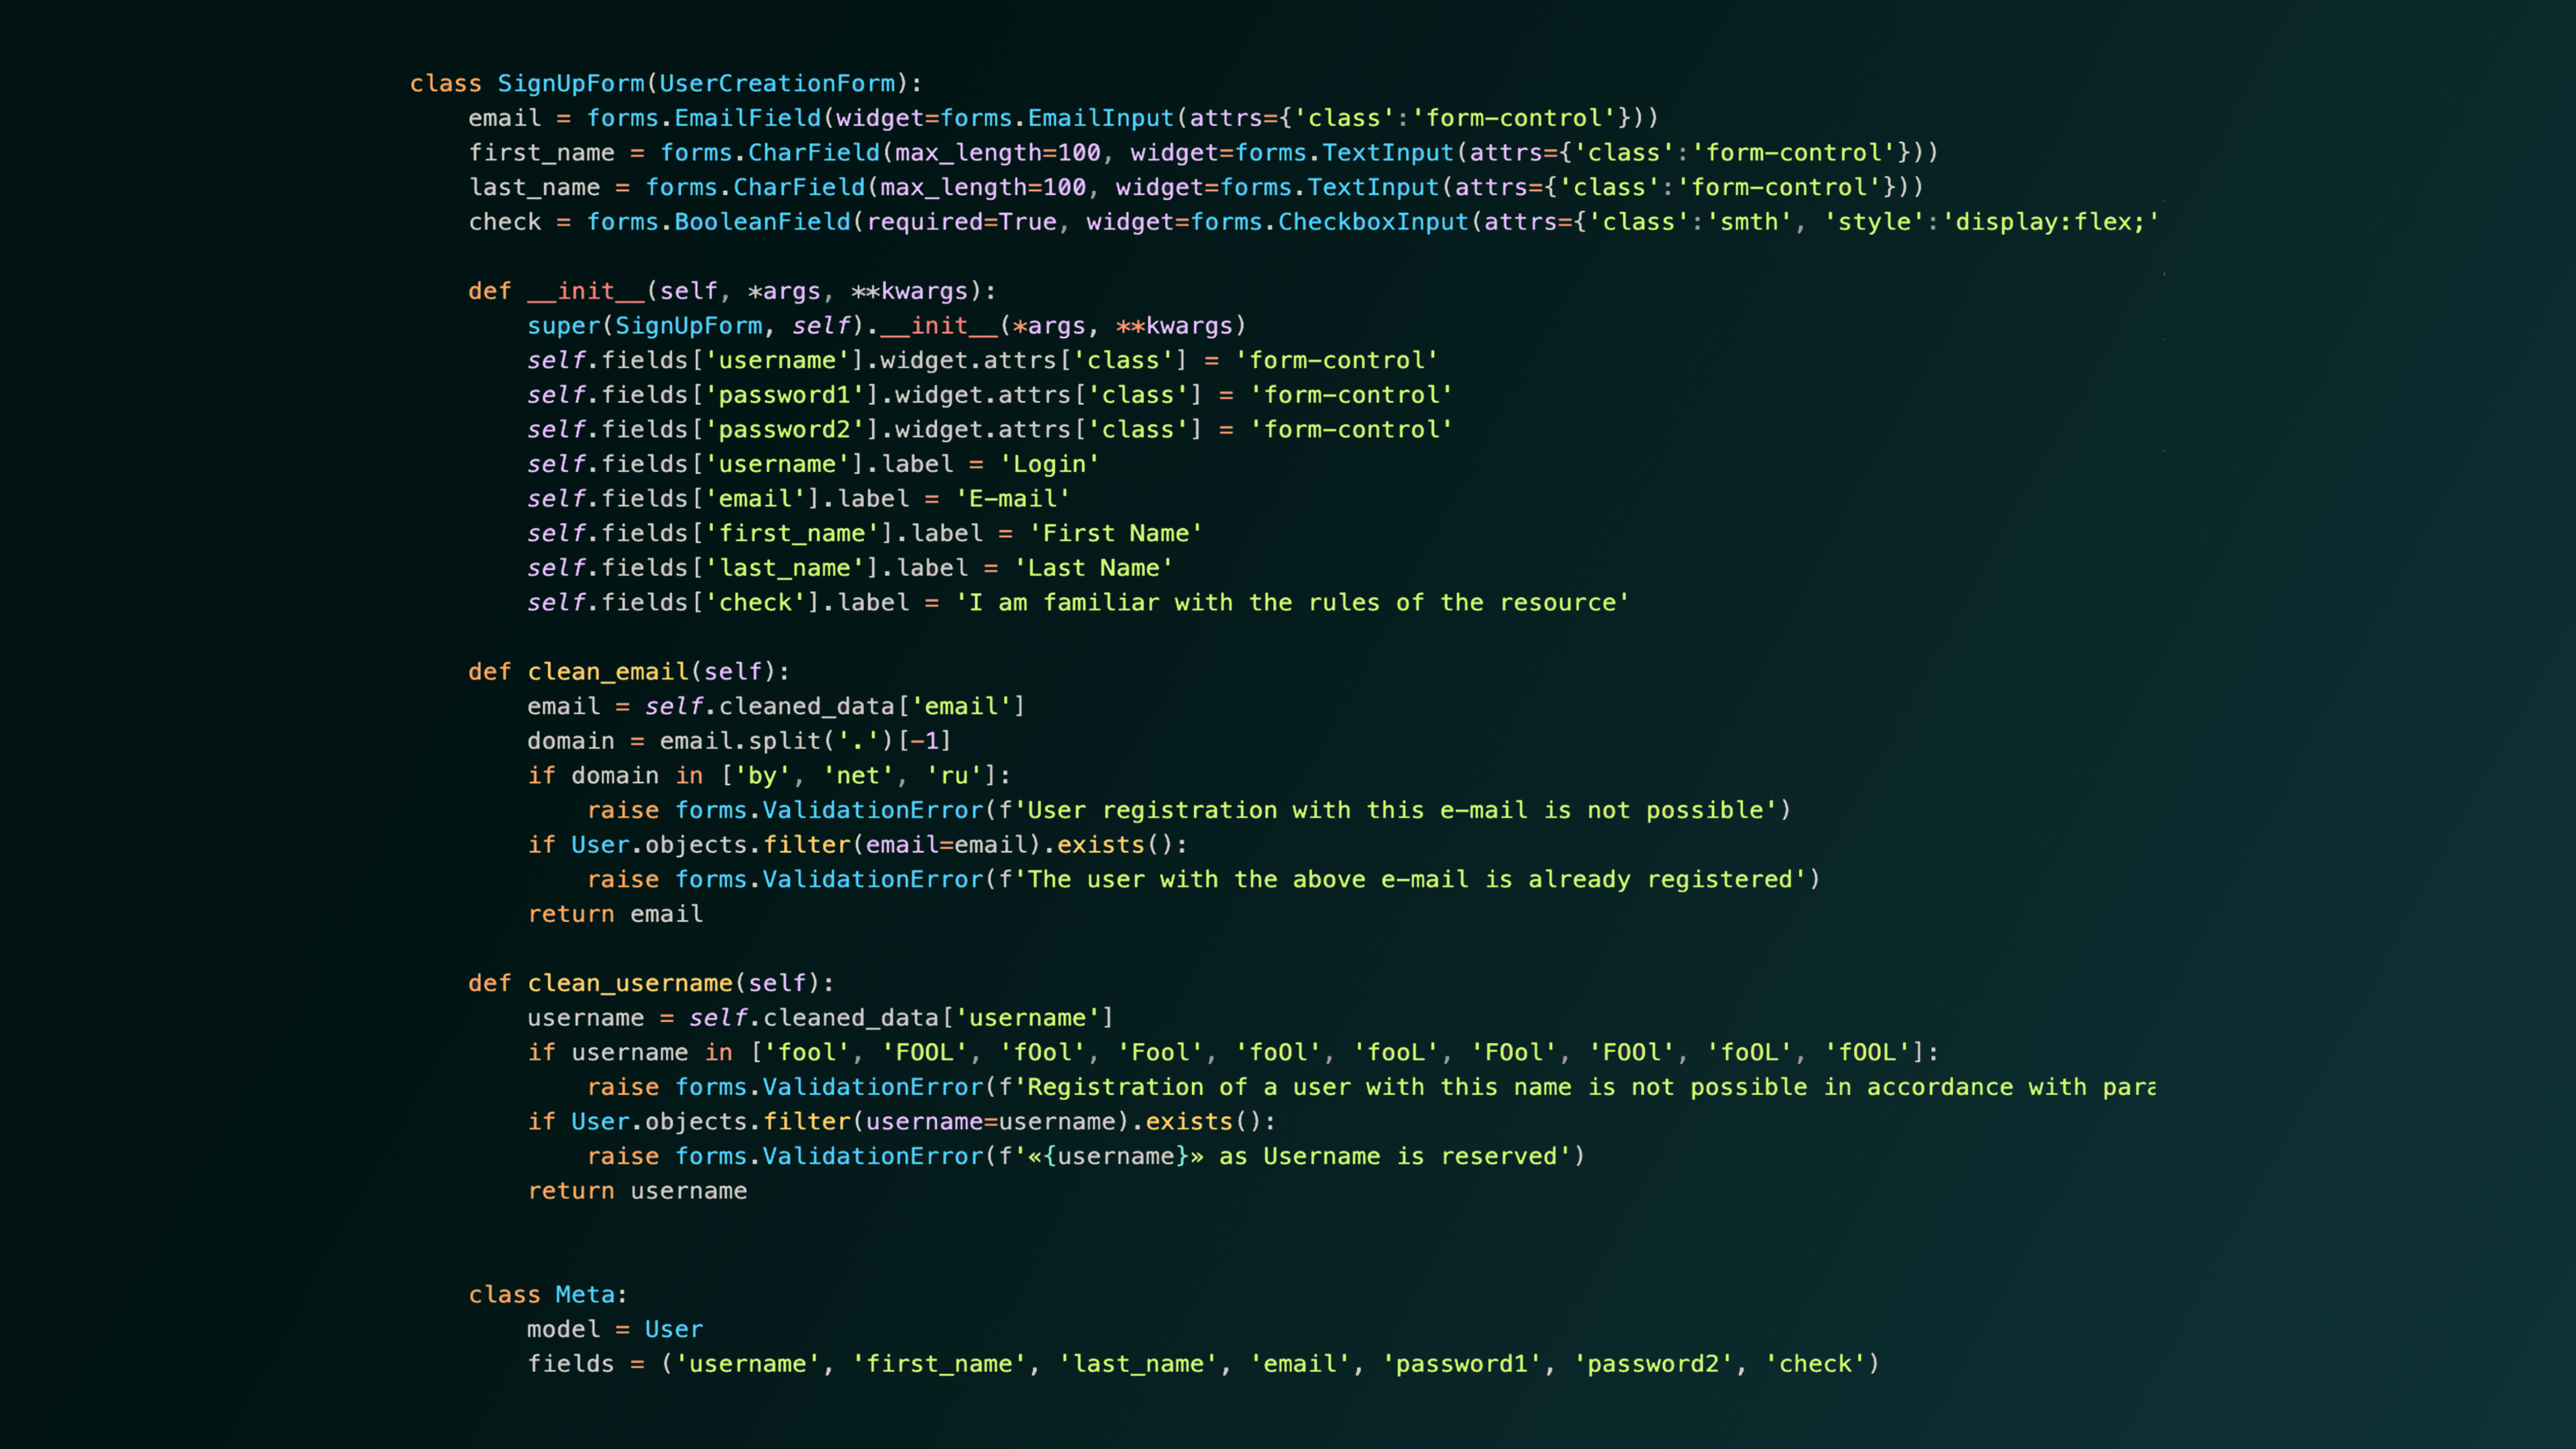 class SignUpForm(UserCreationForm):
    email = forms.EmailField(widget=forms.EmailInput(attrs={'class':'form-control'}))
    first_name = forms.CharField(max_length=100, widget=forms.TextInput(attrs={'class':'form-control'}))
    last_name = forms.CharField(max_length=100, widget=forms.TextInput(attrs={'class':'form-control'}))
    check = forms.BooleanField(required=True, widget=forms.CheckboxInput(attrs={'class':'smth', 'style':'display:flex;'

    def __init__(self, *args, **kwargs):
        super(SignUpForm, self).__init__(*args, **kwargs)
        self.fields['username'].widget.attrs['class'] = 'form-control'
        self.fields['password1'].widget.attrs['class'] = 'form-control'
        self.fields['password2'].widget.attrs['class'] = 'form-control'
        self.fields['username'].label = 'Login'
        self.fields['email'].label = 'E-mail'
        self.fields['first_name'].label = 'First Name'
        self.fields['last_name'].label = 'Last Name'
        self.fields['check'].label = 'I am familiar with the rules of the resource'

    def clean_email(self):
        email = self.cleaned_data['email']
        domain = email.split('.')[-1]
        if domain in ['by', 'net', 'ru']:
            raise forms.ValidationError(f'User registration with this e-mail is not possible')
        if User.objects.filter(email=email).exists():
            raise forms.ValidationError(f'The user with the above e-mail is already registered')
        return email

    def clean_username(self):
        username = self.cleaned_data['username']
        if username in ['fool', 'FOOL', 'fOol', 'Fool', 'foOl', 'fooL', 'FOol', 'FOOl', 'foOL', 'fOOL']:
            raise forms.ValidationError(f'Registration of a user with this name is not possible in accordance with para
        if User.objects.filter(username=username).exists():
            raise forms.ValidationError(f'«{username}» as Username is reserved')
        return username

    class Meta:
        model = User
        fields = ('username', 'first_name', 'last_name', 'email', 'password1', 'password2', 'check')